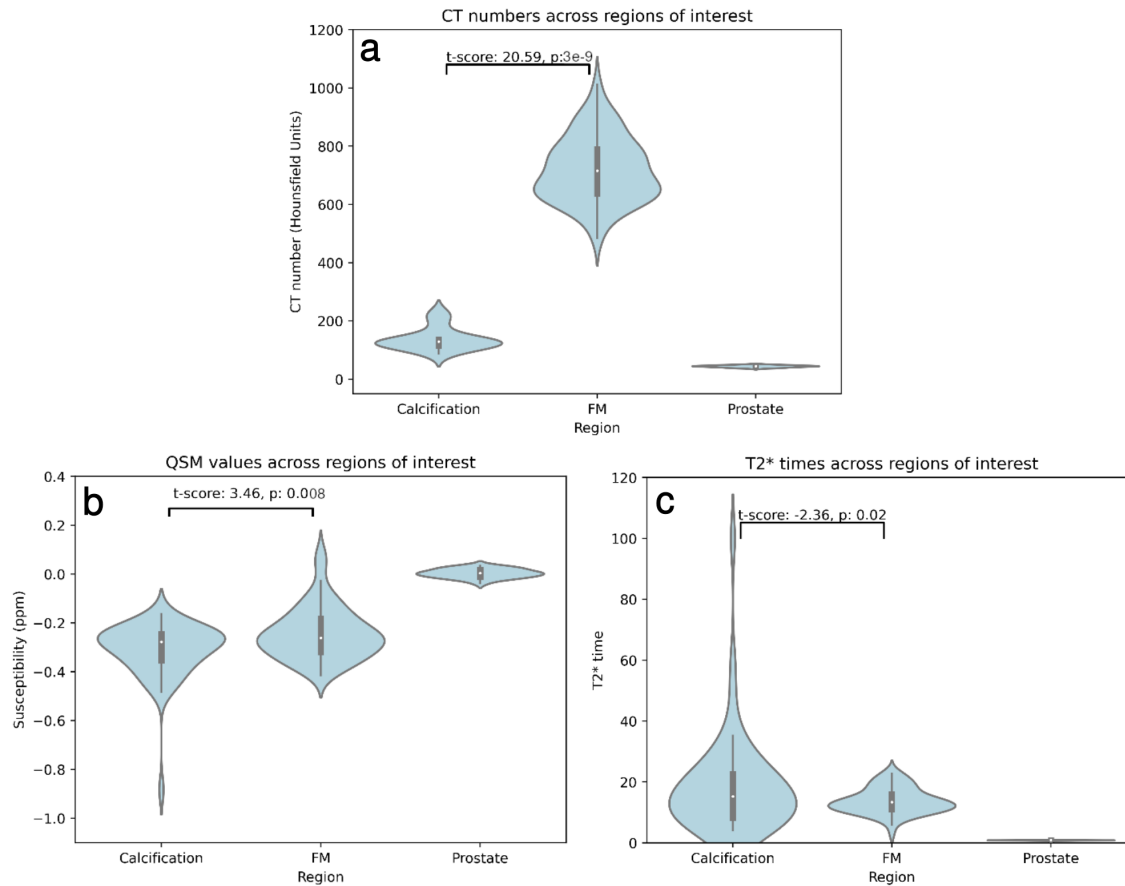 CT numbers across regions of interest
a
t-score: 20.59, p:3e-9
1200
1000
800
600
400
200
0
CT number (Hounsfield Units)
Calcification FM Prostate
Region
QSM values across regions of interest
b
t-score: 3.46, p: 0.008
0.4
0.2
0.0
−0.2
−0.4
−0.6
−0.8
−1.0
Susceptibility (ppm)
Calcification FM Prostate
Region
T2* times across regions of interest
c
t-score: -2.36, p: 0.02
120
100
80
60
40
20
0
T2* time
Calcification FM Prostate
Region